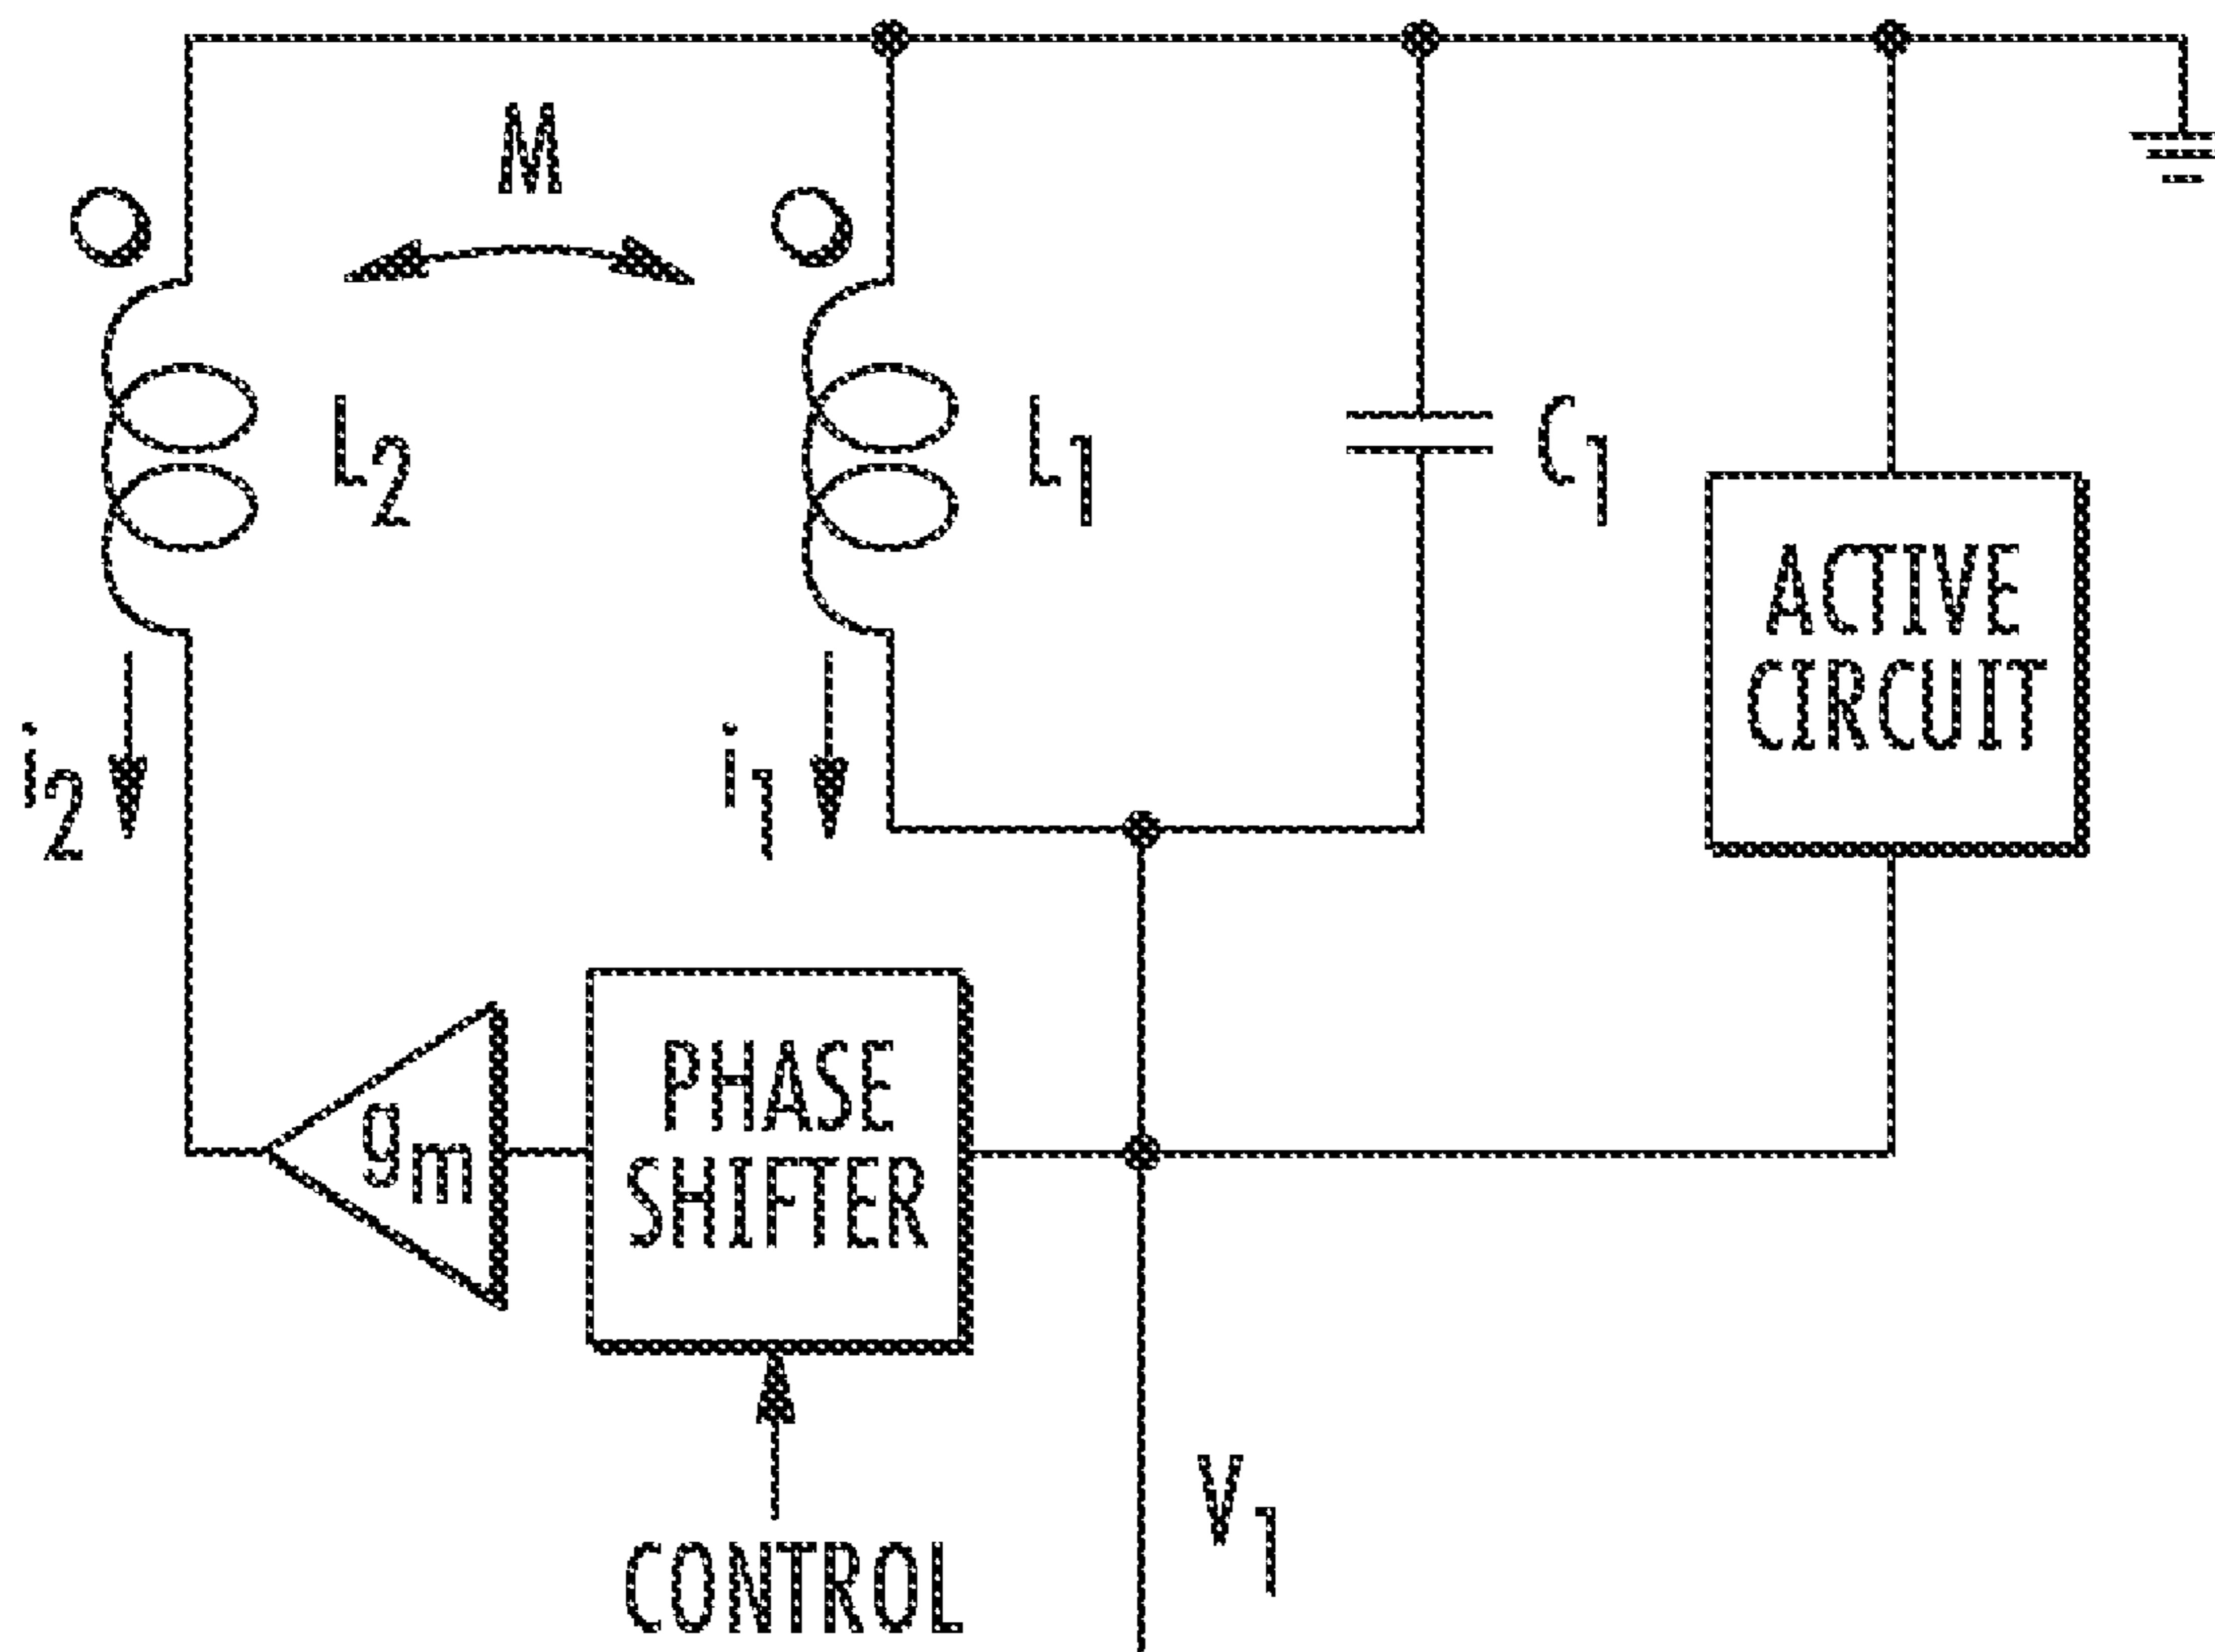 M
L2
L1
C1
ACTIVE
CIRCUIT
i2
i1
gm
PHASE
SHIFTER
CONTROL
V1